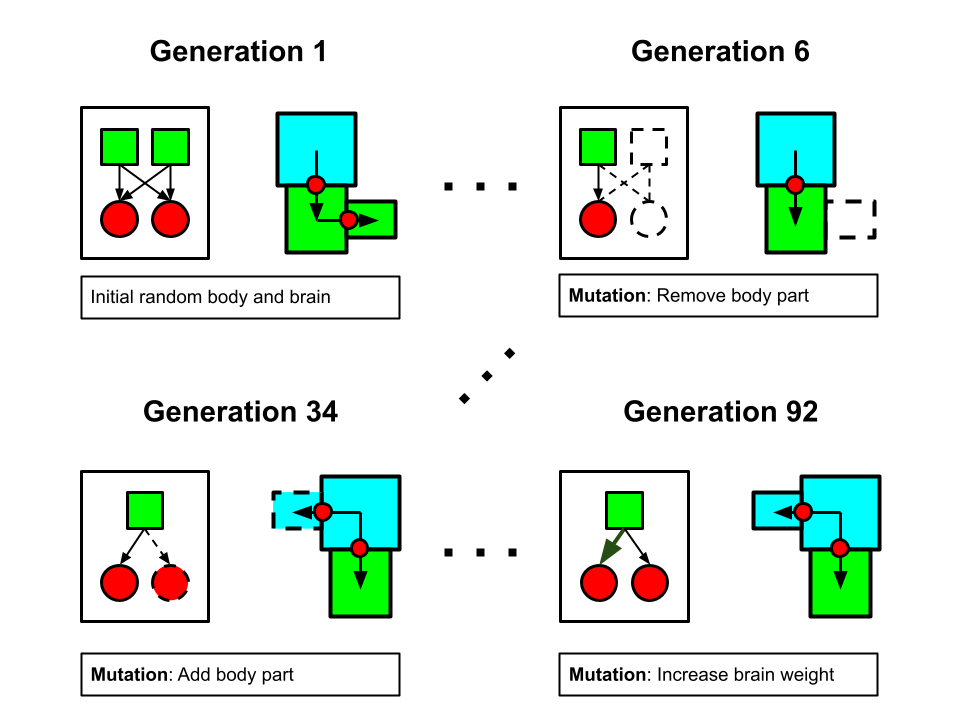 Generation 1
Generation 6
Initial random body and brain
Mutation: Remove body part
Generation 34
Generation 92
Mutation: Add body part
Mutation: Increase brain weight